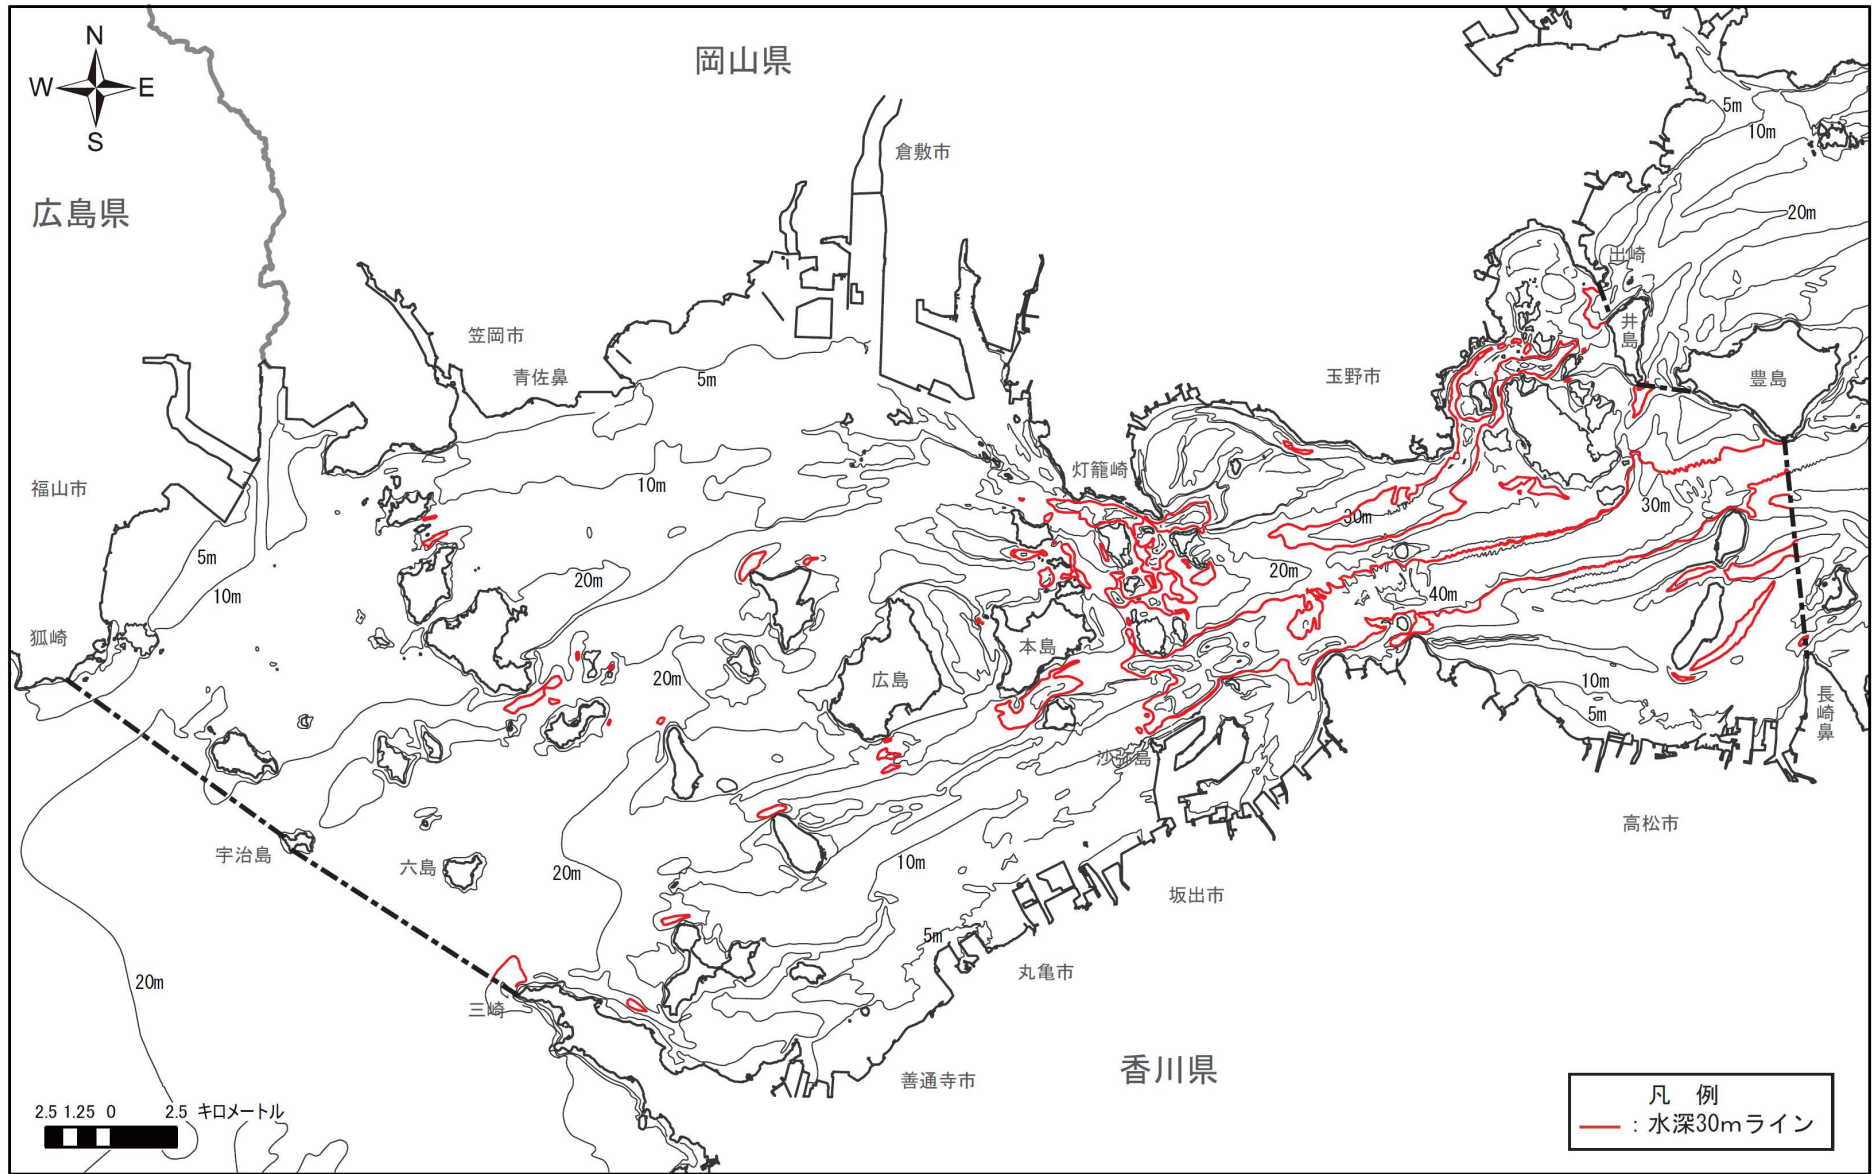 N
W
E
S
岡山県
広島県
倉敷市
笠岡市
青佐鼻
福山市
狐崎
宇治島
六島
三崎
広島
本島
灯籠崎
沙弥島
玉野市
出崎
井島
豊島
長崎鼻
高松市
坂出市
丸亀市
善通寺市
香川県
5m
10m
20m
5m
10m
20m
30m
30m
20m
40m
20m
5m
10m
10m
5m
20m
10m
5m
20m
2.5 1.25 0 2.5 キロメートル
凡 例
：水深30mライン